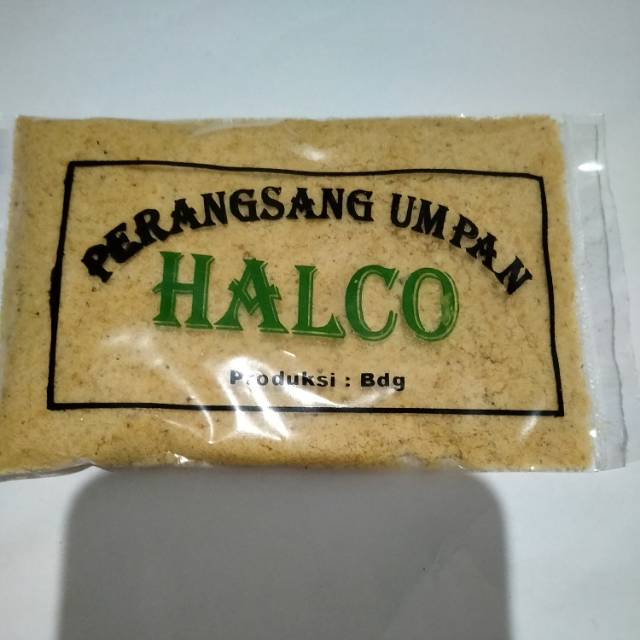 PERANGSANG UMPAN
HALCO
Produksi : Bdg